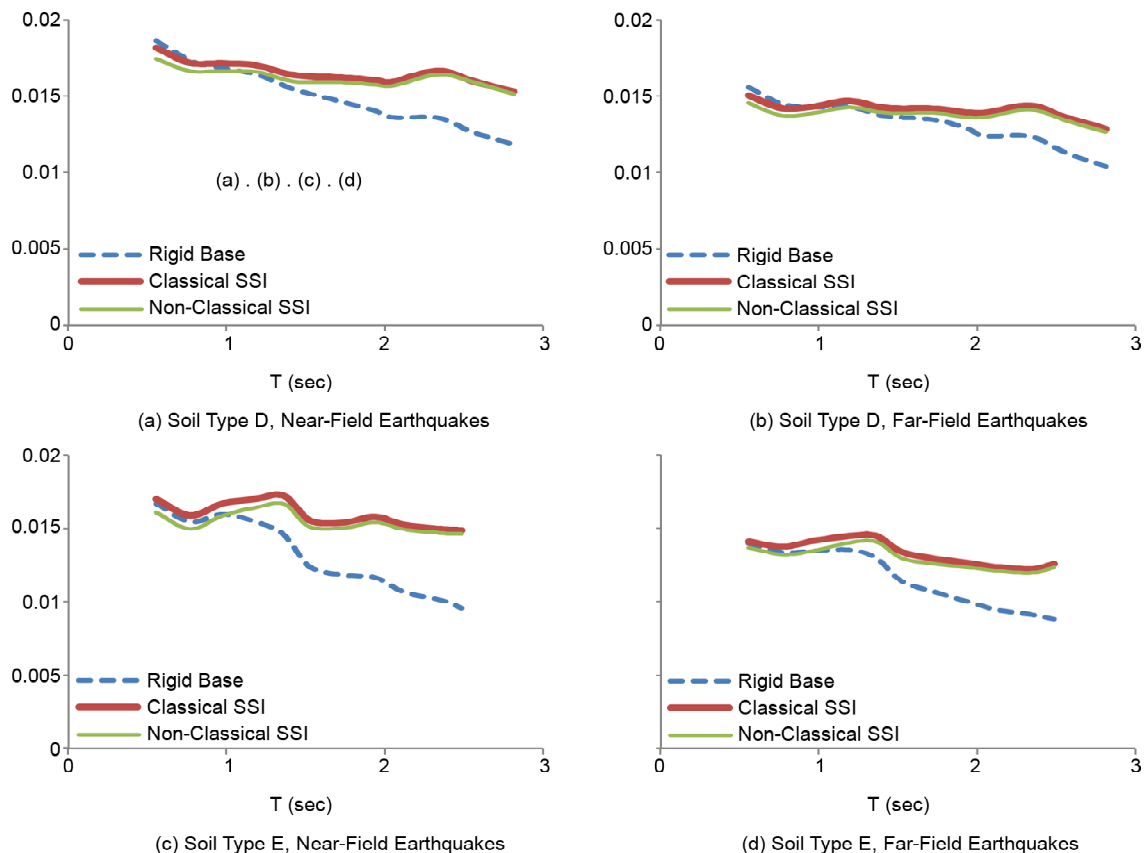 0.02
0.015
0.01
0.005
0
(a) . (b) . (c) . (d)
Rigid Base
Classical SSI
Non-Classical SSI
0 1 2 3
T (sec)
(a) Soil Type D, Near-Field Earthquakes
0.02
0.015
0.01
0.005
0
Rigid Base
Classical SSI
Non-Classical SSI
0 1 2 3
T (sec)
(b) Soil Type D, Far-Field Earthquakes
0.02
0.015
0.01
0.005
0
Rigid Base
Classical SSI
Non-Classical SSI
0 1 2 3
T (sec)
(c) Soil Type E, Near-Field Earthquakes
Rigid Base
Classical SSI
Non-Classical SSI
0 1 2 3
T (sec)
(d) Soil Type E, Far-Field Earthquakes